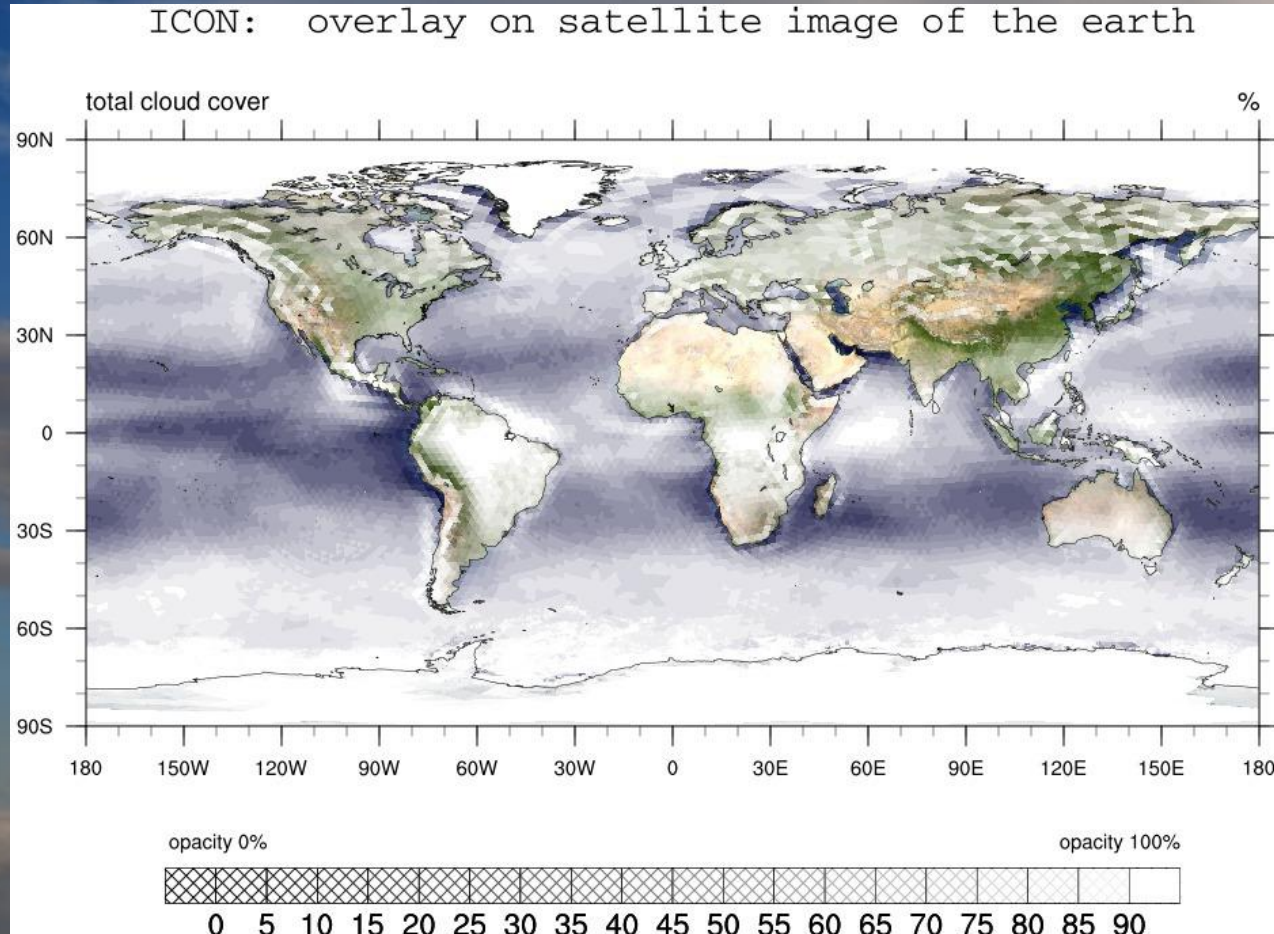 ICON:  overlay on satellite image of the earth
total cloud cover %
90N
60N
30N
0
30S
60S
90S
180 150W 120W 90W 60W 30W 0 30E 60E 90E 120E 150E 180
opacity 0% opacity 100%
0 5 10 15 20 25 30 35 40 45 50 55 60 65 70 75 80 85 90